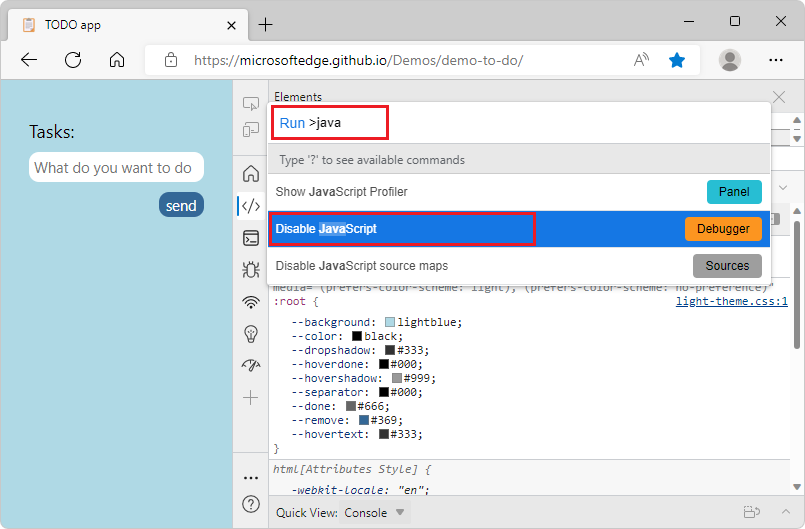 TODO app
https://microsoftedge.github.io/Demos/demo-to-do/
Tasks:
What do you want to do
send
Elements
Run >java
Type '?' to see available commands
Show JavaScript Profiler Panel
Disable JavaScript Debugger
Disable JavaScript source maps Sources
media= (prefers-color-scheme: light), (prefers-color-scheme: no-preference)"
:root { light-theme.css:1
--background: lightblue;
--color: black;
--dropshadow: #333;
--hoverdone: #000;
--hovershadow: #999;
--separator: #000;
--done: #666;
--remove: #369;
--hovertext: #333;
}
html[Attributes Style] {
-webkit-locale: "en";
Quick View: Console